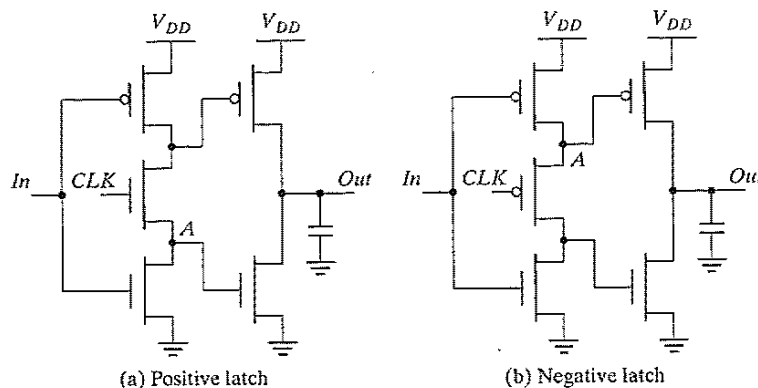 V_DD V_DD
In CLK A Out
(a) Positive latch
V_DD V_DD
In CLK A Ou
(b) Negative latch